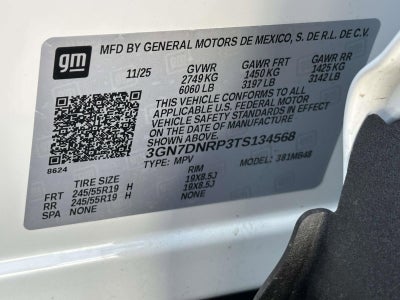 gm
MFD BY GENERAL MOTORS DE MEXICO, S. DE R.L. DE C.V.
11/25 GVWR GAWR FRT GAWR RR
2749 KG 1450 KG 1425 KG
6060 LB 3197 LB 3142 LB
THIS VEHICLE CONFORMS TO ALL
APPLICABLE U.S. FEDERAL MOTOR
VEHICLE SAFETY STANDARDS IN EFFECT
ON THE DATE OF MANUFACTURE
SHOWN ABOVE.
3GN7DNRP3TS134568
8624 TYPE: MPV MODEL: 381MB48
TIRE SIZE RIM
FRT 245/55R19 H 19X8.5J
RR 245/55R19 H 19X8.5J
SPA NONE NONE